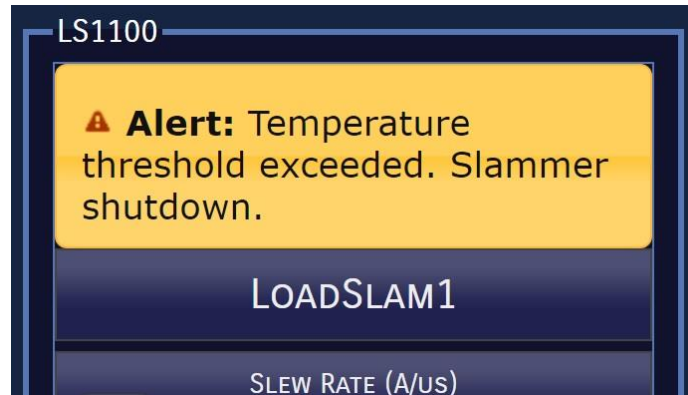 LS1100
Alert: Temperature
threshold exceeded. Slammer
shutdown.
LOADSLAM1
SLEW RATE (A/US)